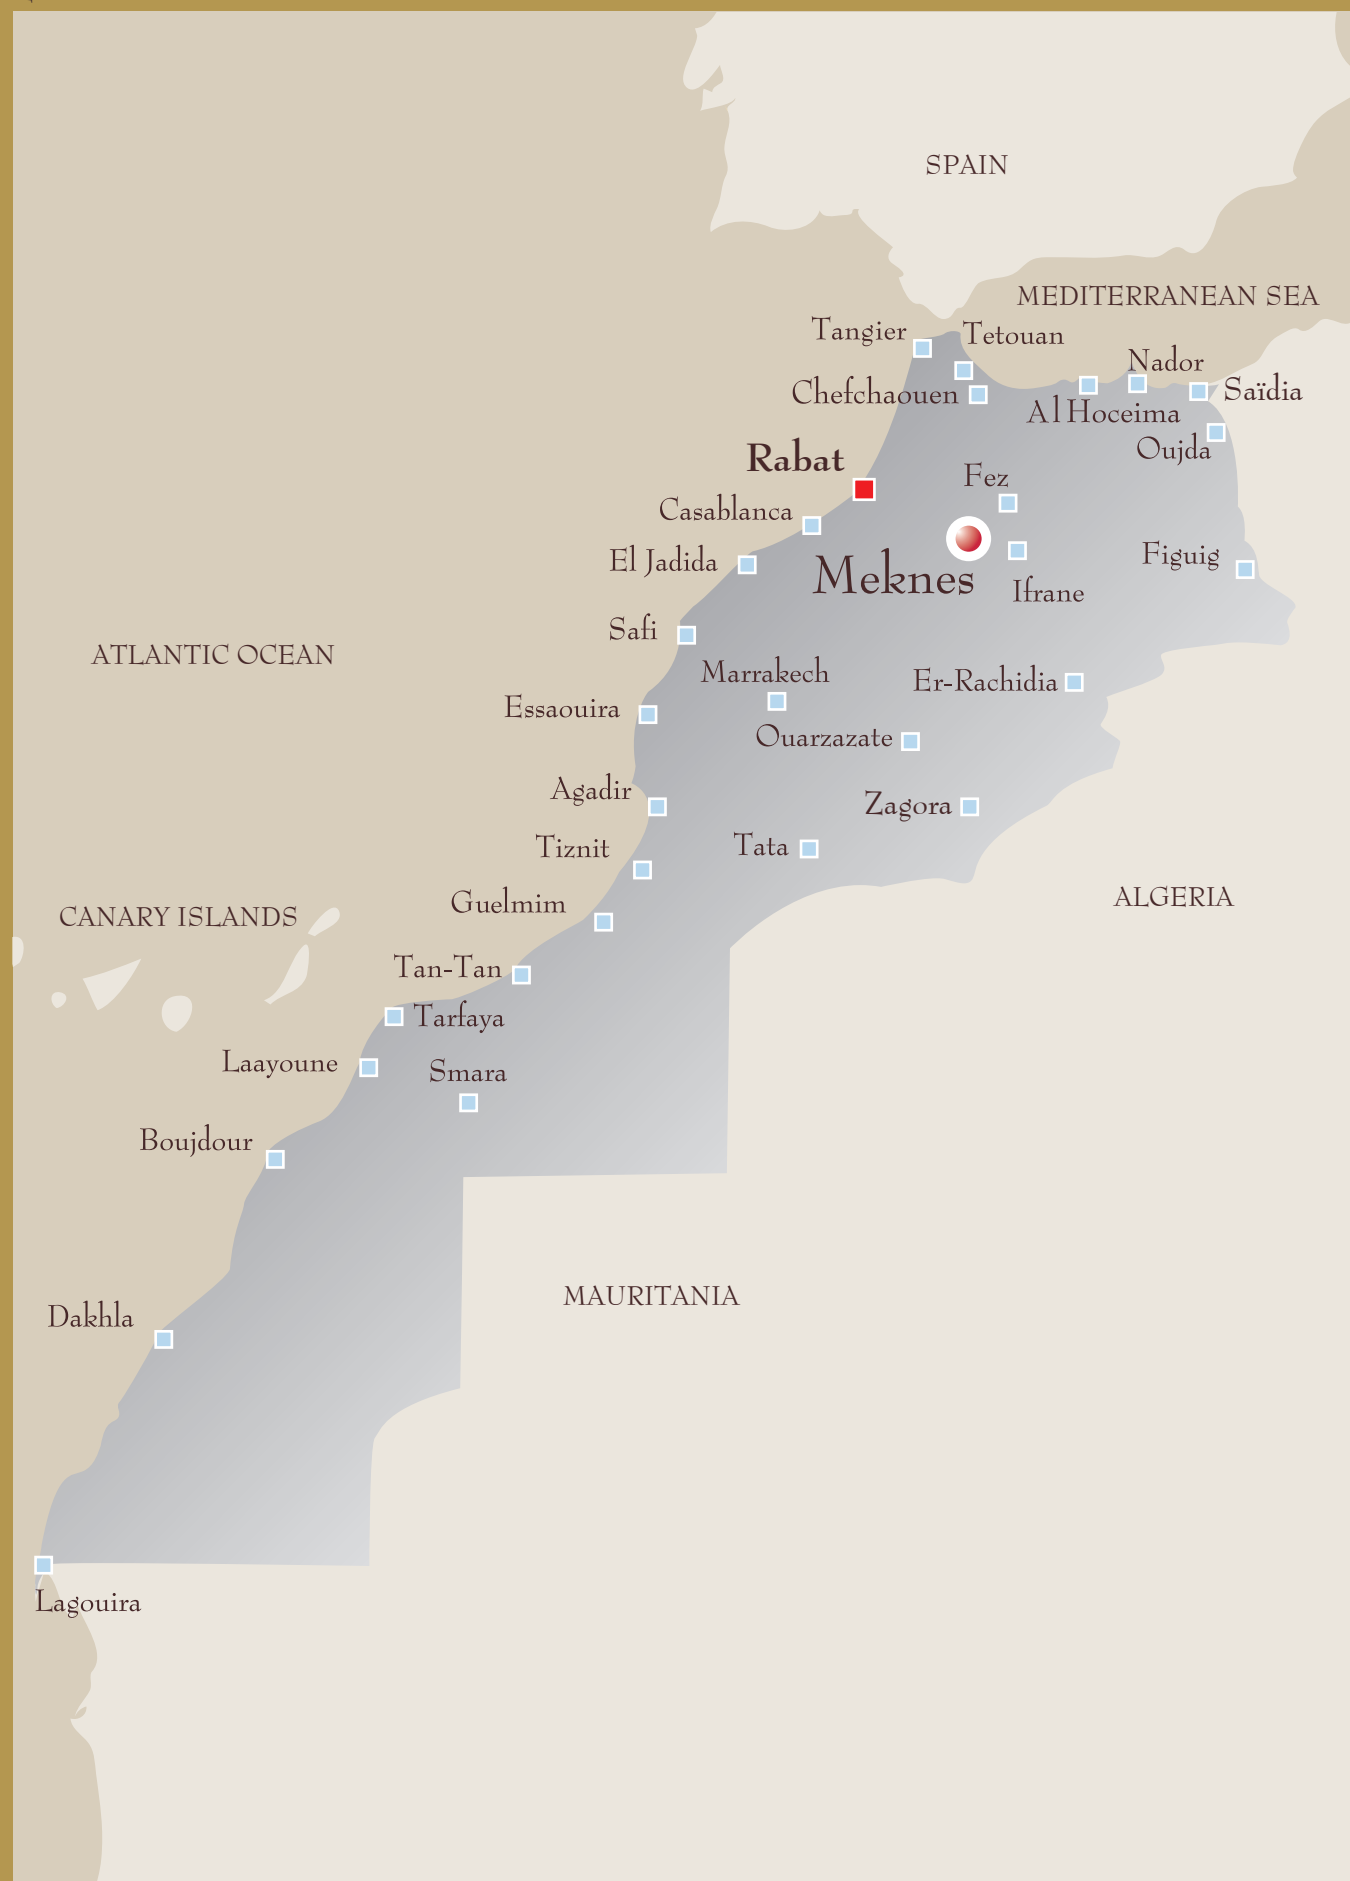 SPAIN
MEDITERRANEAN SEA
Tangier
Tetouan
Nador
Chefchaouen
Saïdia
Al Hoceima
Oujda
Rabat
Fez
Casablanca
El Jadida
Figuig
Meknes
Ifrane
Safi
ATLANTIC OCEAN
Marrakech
Er-Rachidia
Essaouira
Ouarzazate
Agadir
Zagora
Tiznit
Tata
ALGERIA
Guelmim
CANARY ISLANDS
Tan-Tan
Tarfaya
Laayoune
Smara
Boujdour
MAURITANIA
Dakhla
Lagouira